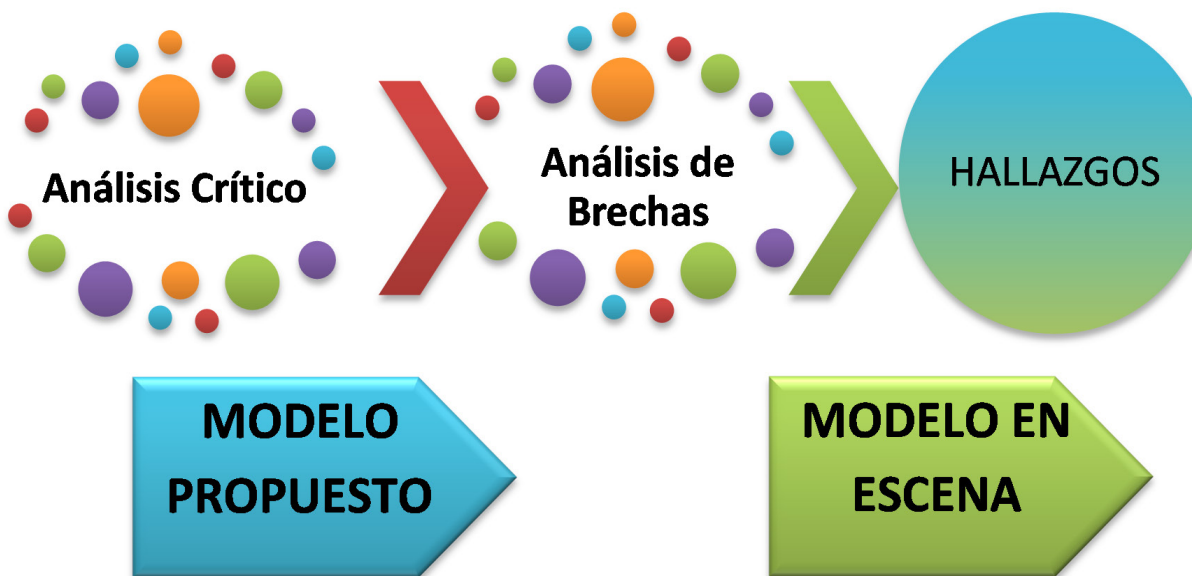 Análisis Crítico
Análisis de
Brechas
HALLAZGOS
MODELO
PROPUESTO
MODELO EN
ESCENA